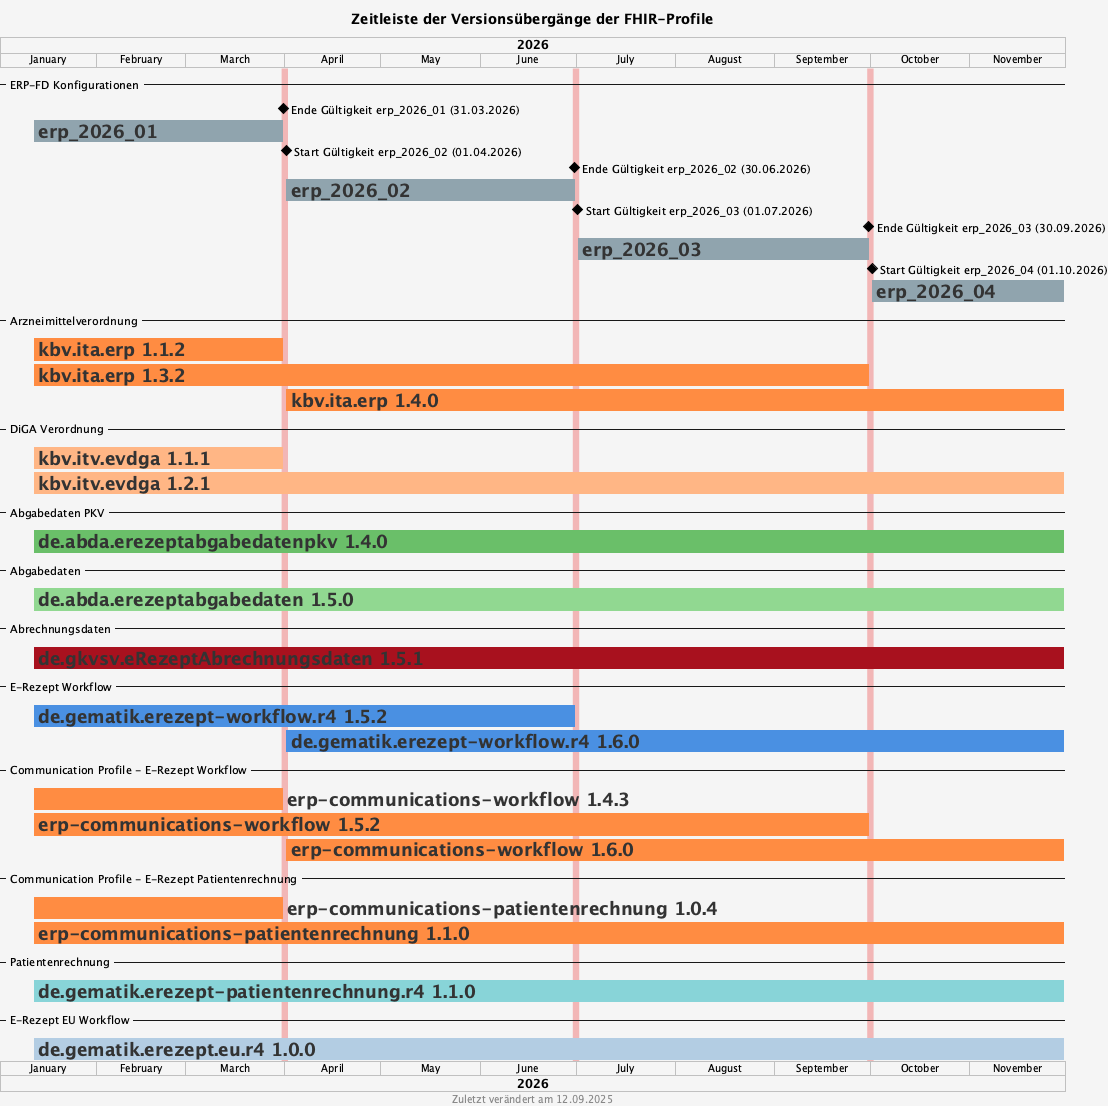 Zeitleiste der Versionsübergänge der FHIR-Profile
2026
January February March April May June July August September October November
ERP-FD Konfigurationen
Ende Gültigkeit erp_2026_01 (31.03.2026)
erp_2026_01
Start Gültigkeit erp_2026_02 (01.04.2026)
Ende Gültigkeit erp_2026_02 (30.06.2026)
erp_2026_02
Start Gültigkeit erp_2026_03 (01.07.2026)
Ende Gültigkeit erp_2026_03 (30.09.2026)
erp_2026_03
Start Gültigkeit erp_2026_04 (01.10.2026)
erp_2026_04
Arzneimittelverordnung
kbv.ita.erp 1.1.2
kbv.ita.erp 1.3.2
kbv.ita.erp 1.4.0
DiGA Verordnung
kbv.itv.evdga 1.1.1
kbv.itv.evdga 1.2.1
Abgabedaten PKV
de.abda.erezeptabgabedatenpkv 1.4.0
Abgabedaten
de.abda.erezeptabgabedaten 1.5.0
Abrechnungsdaten
de.gkvsv.eRezeptAbrechnungsdaten 1.5.1
E-Rezept Workflow
de.gematik.erezept-workflow.r4 1.5.2
de.gematik.erezept-workflow.r4 1.6.0
Communication Profile - E-Rezept Workflow
erp-communications-workflow 1.4.3
erp-communications-workflow 1.5.2
erp-communications-workflow 1.6.0
Communication Profile - E-Rezept Patientenrechnung
erp-communications-patientenrechnung 1.0.4
erp-communications-patientenrechnung 1.1.0
Patientenrechnung
de.gematik.erezept-patientenrechnung.r4 1.1.0
E-Rezept EU Workflow
de.gematik.erezept.eu.r4 1.0.0
January February March April May June July August September October November
2026
Zuletzt verändert am 12.09.2025